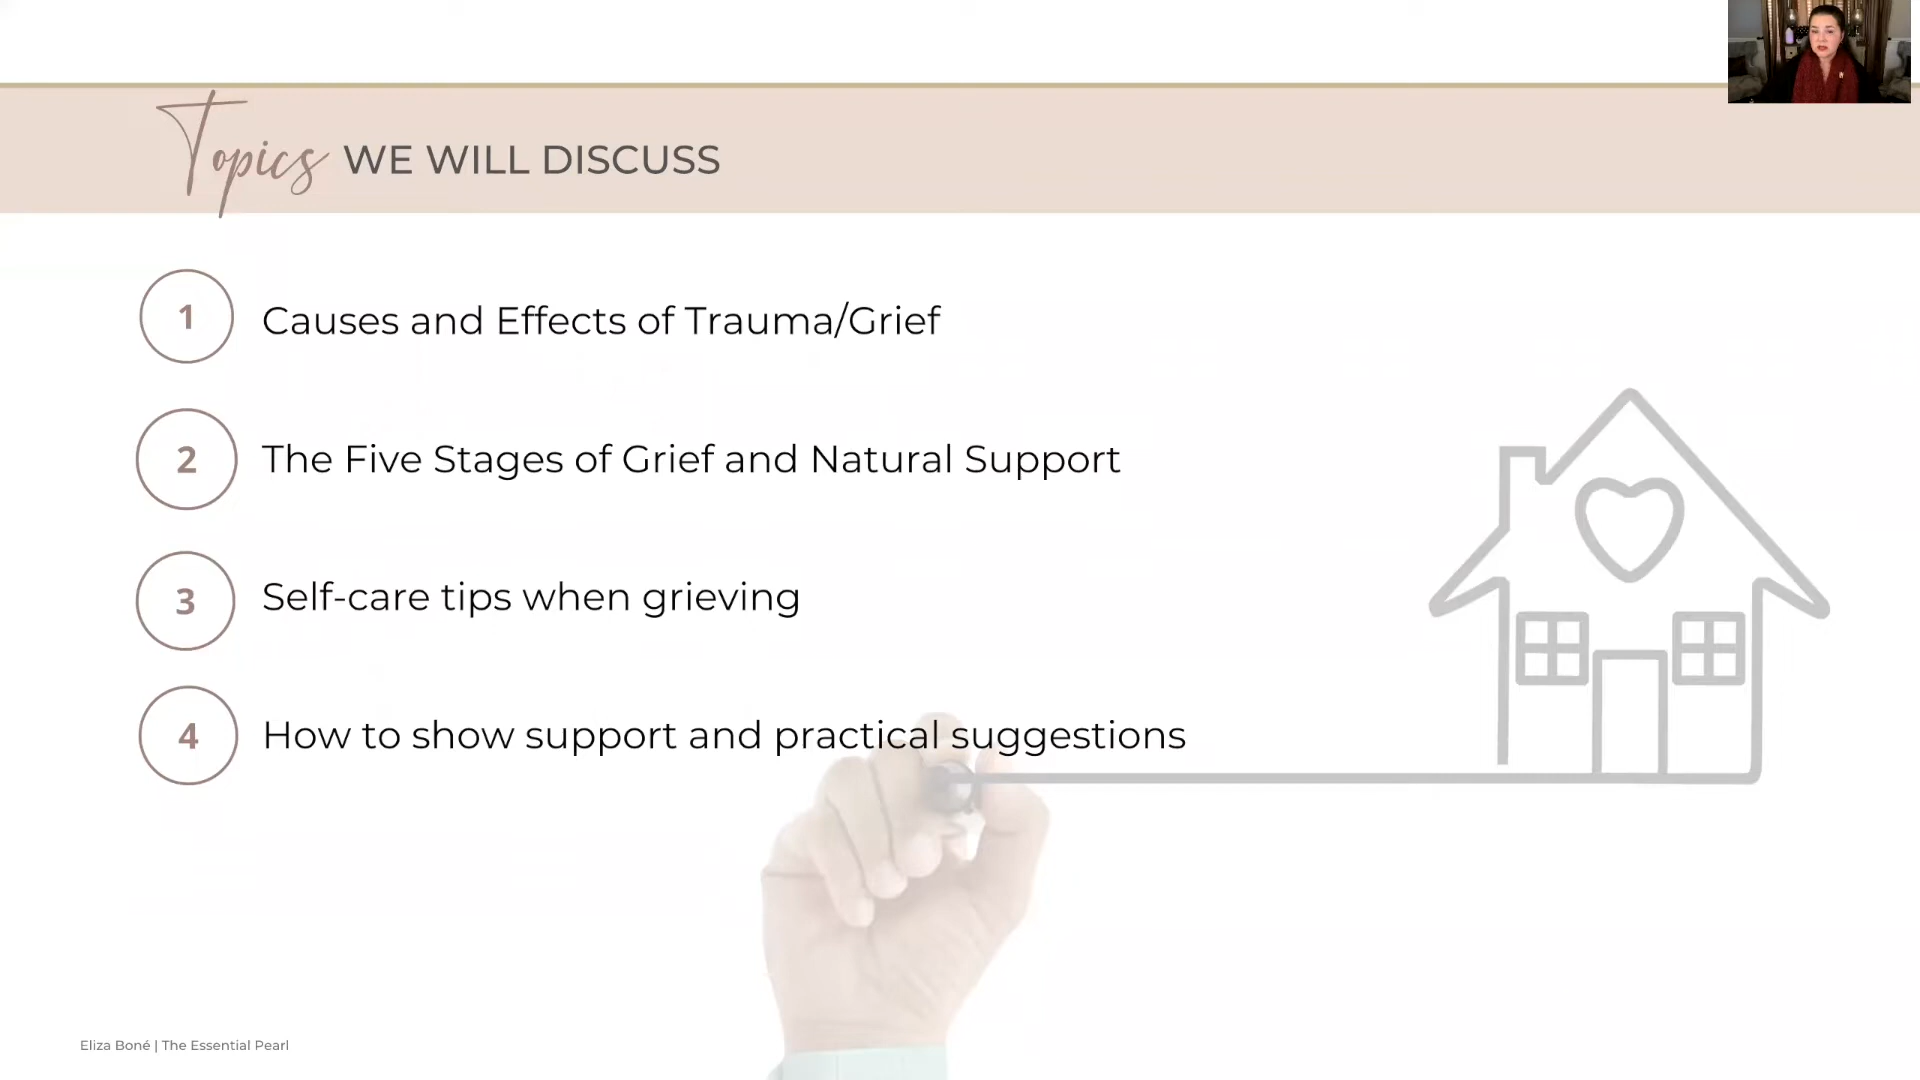 Topics WE WILL DISCUSS
1 Causes and Effects of Trauma/Grief
2 The Five Stages of Grief and Natural Support
3 Self-care tips when grieving
4 How to show support and practical suggestions
Eliza Boné | The Essential Pearl